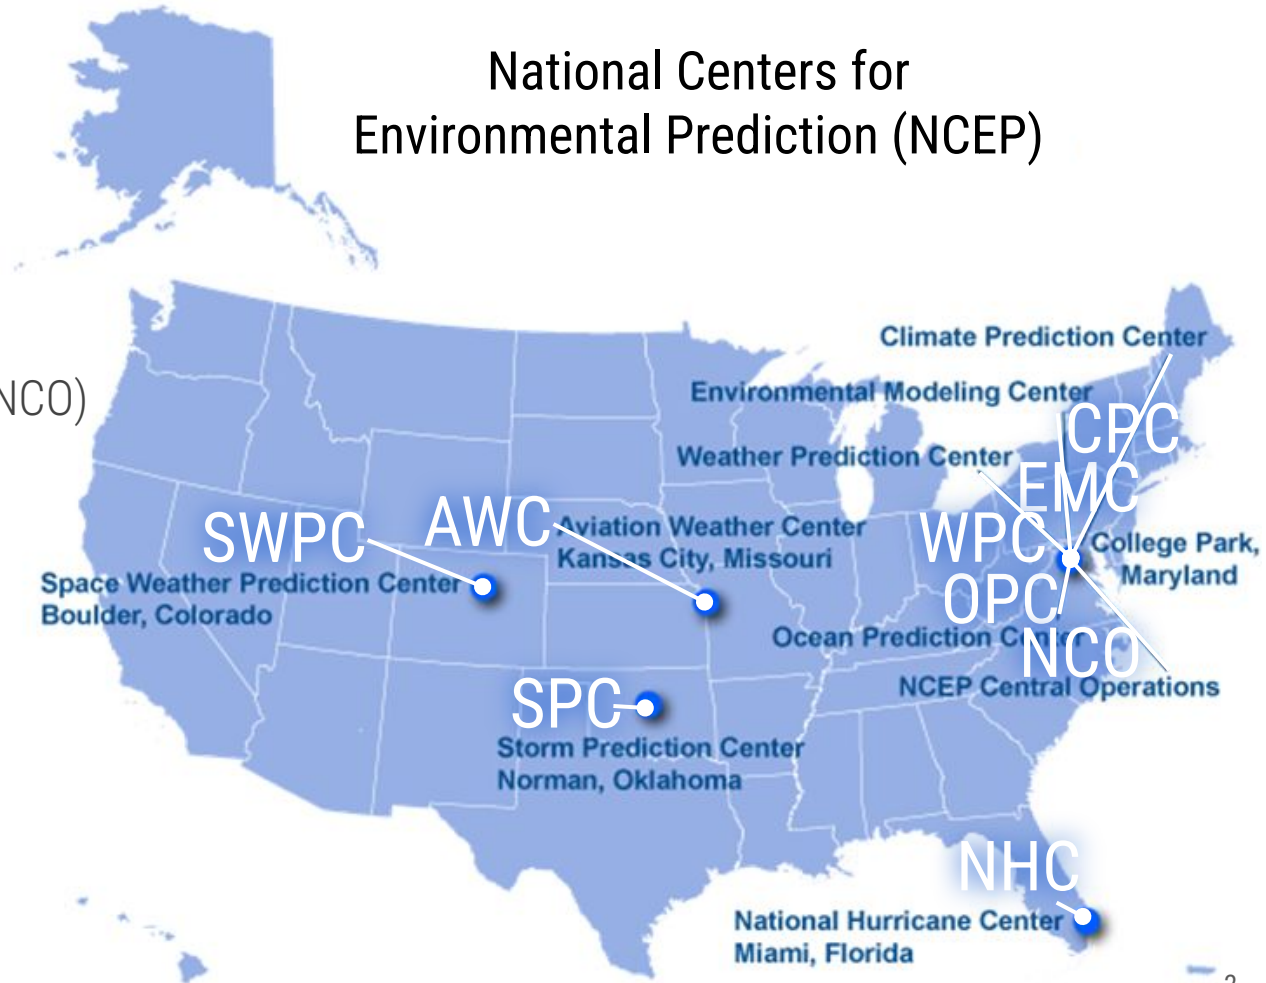 National Centers for
Environmental Prediction (NCEP)
Climate Prediction Center
NCO)
Environmental Modeling Center
CPC
Weather Prediction Center
EMC
SWPC
AWC
Aviation Weather Center
Kansas City, Missouri
WPC
College Park,
Maryland
Space Weather Prediction Center
Boulder, Colorado
OPC
Ocean Prediction Center
NCO
NCEP Central Operations
SPC
Storm Prediction Center
Norman, Oklahoma
NHC
National Hurricane Center
Miami, Florida